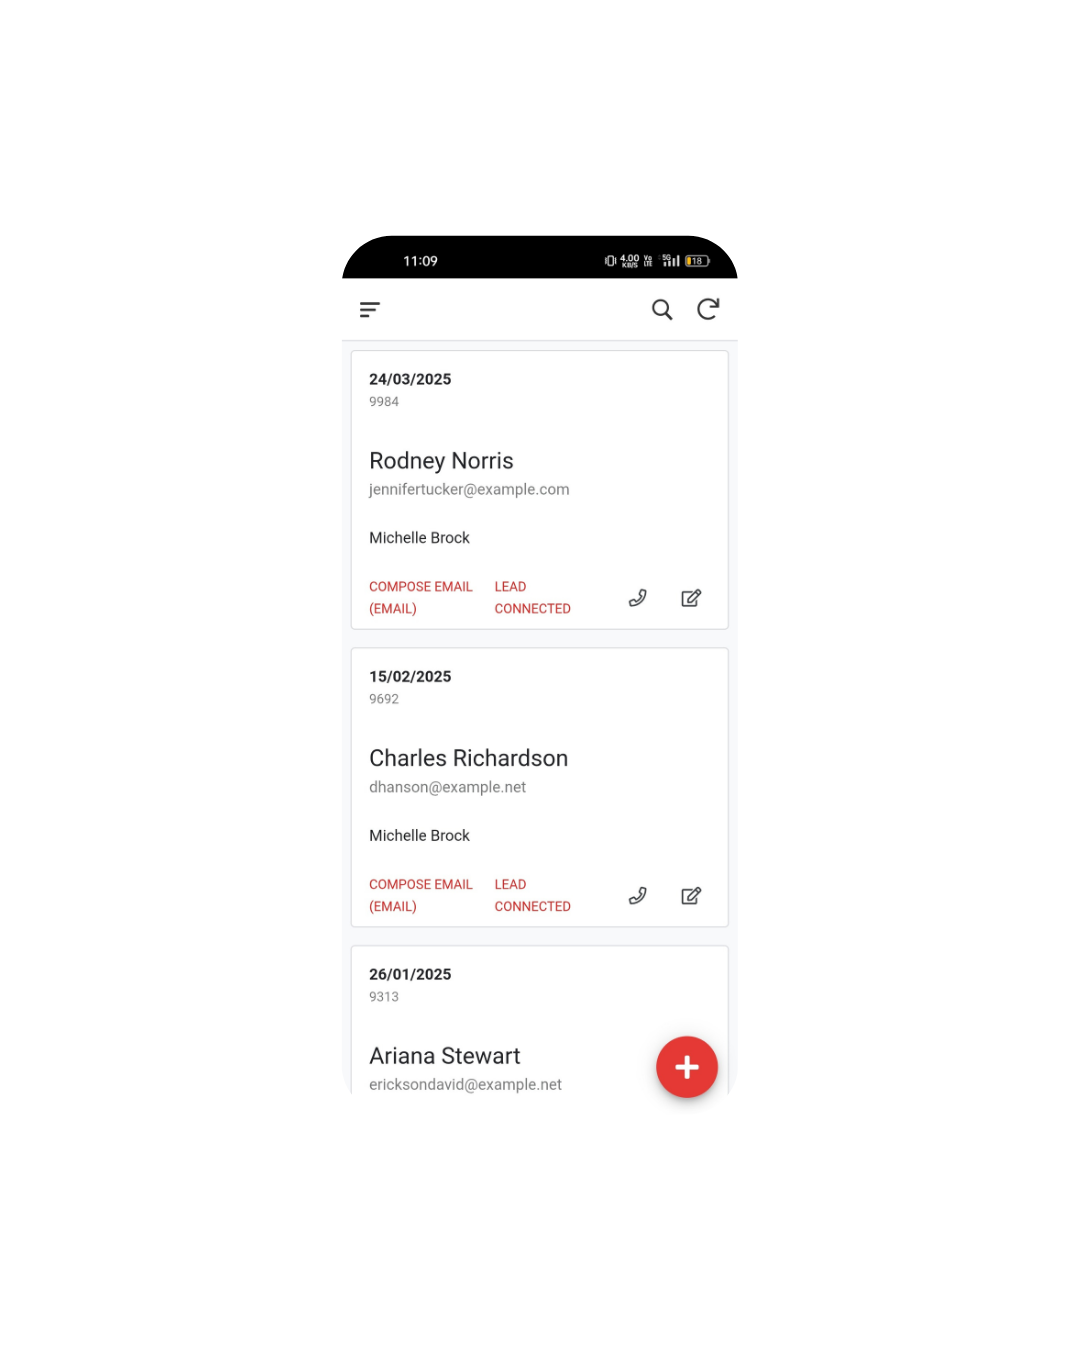 11:09 4.00 KB/S Vo LTE 5G 18
24/03/2025
9984
Rodney Norris
jennifertucker@example.com
Michelle Brock
COMPOSE EMAIL (EMAIL) LEAD CONNECTED
15/02/2025
9692
Charles Richardson
dhanson@example.net
Michelle Brock
COMPOSE EMAIL (EMAIL) LEAD CONNECTED
26/01/2025
9313
Ariana Stewart
ericksondavid@example.net